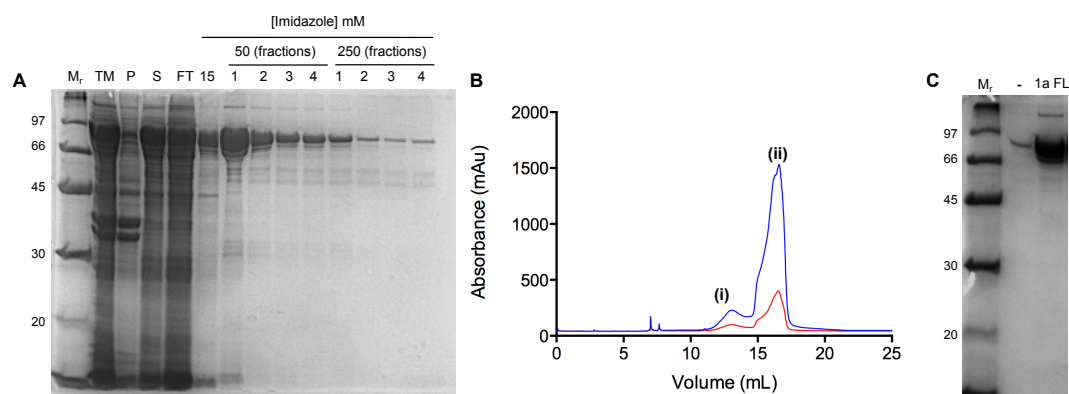 [Imidazole] mM
50 (fractions) 250 (fractions)
A Mr TM P S FT 15 1 2 3 4 1 2 3 4
97
66
45
30
20
B
Absorbance (mAu)
2000
1500
1000
500
0
(i)
(ii)
0 5 10 15 20 25
Volume (mL)
C
Mr - 1a FL
97
66
45
30
20